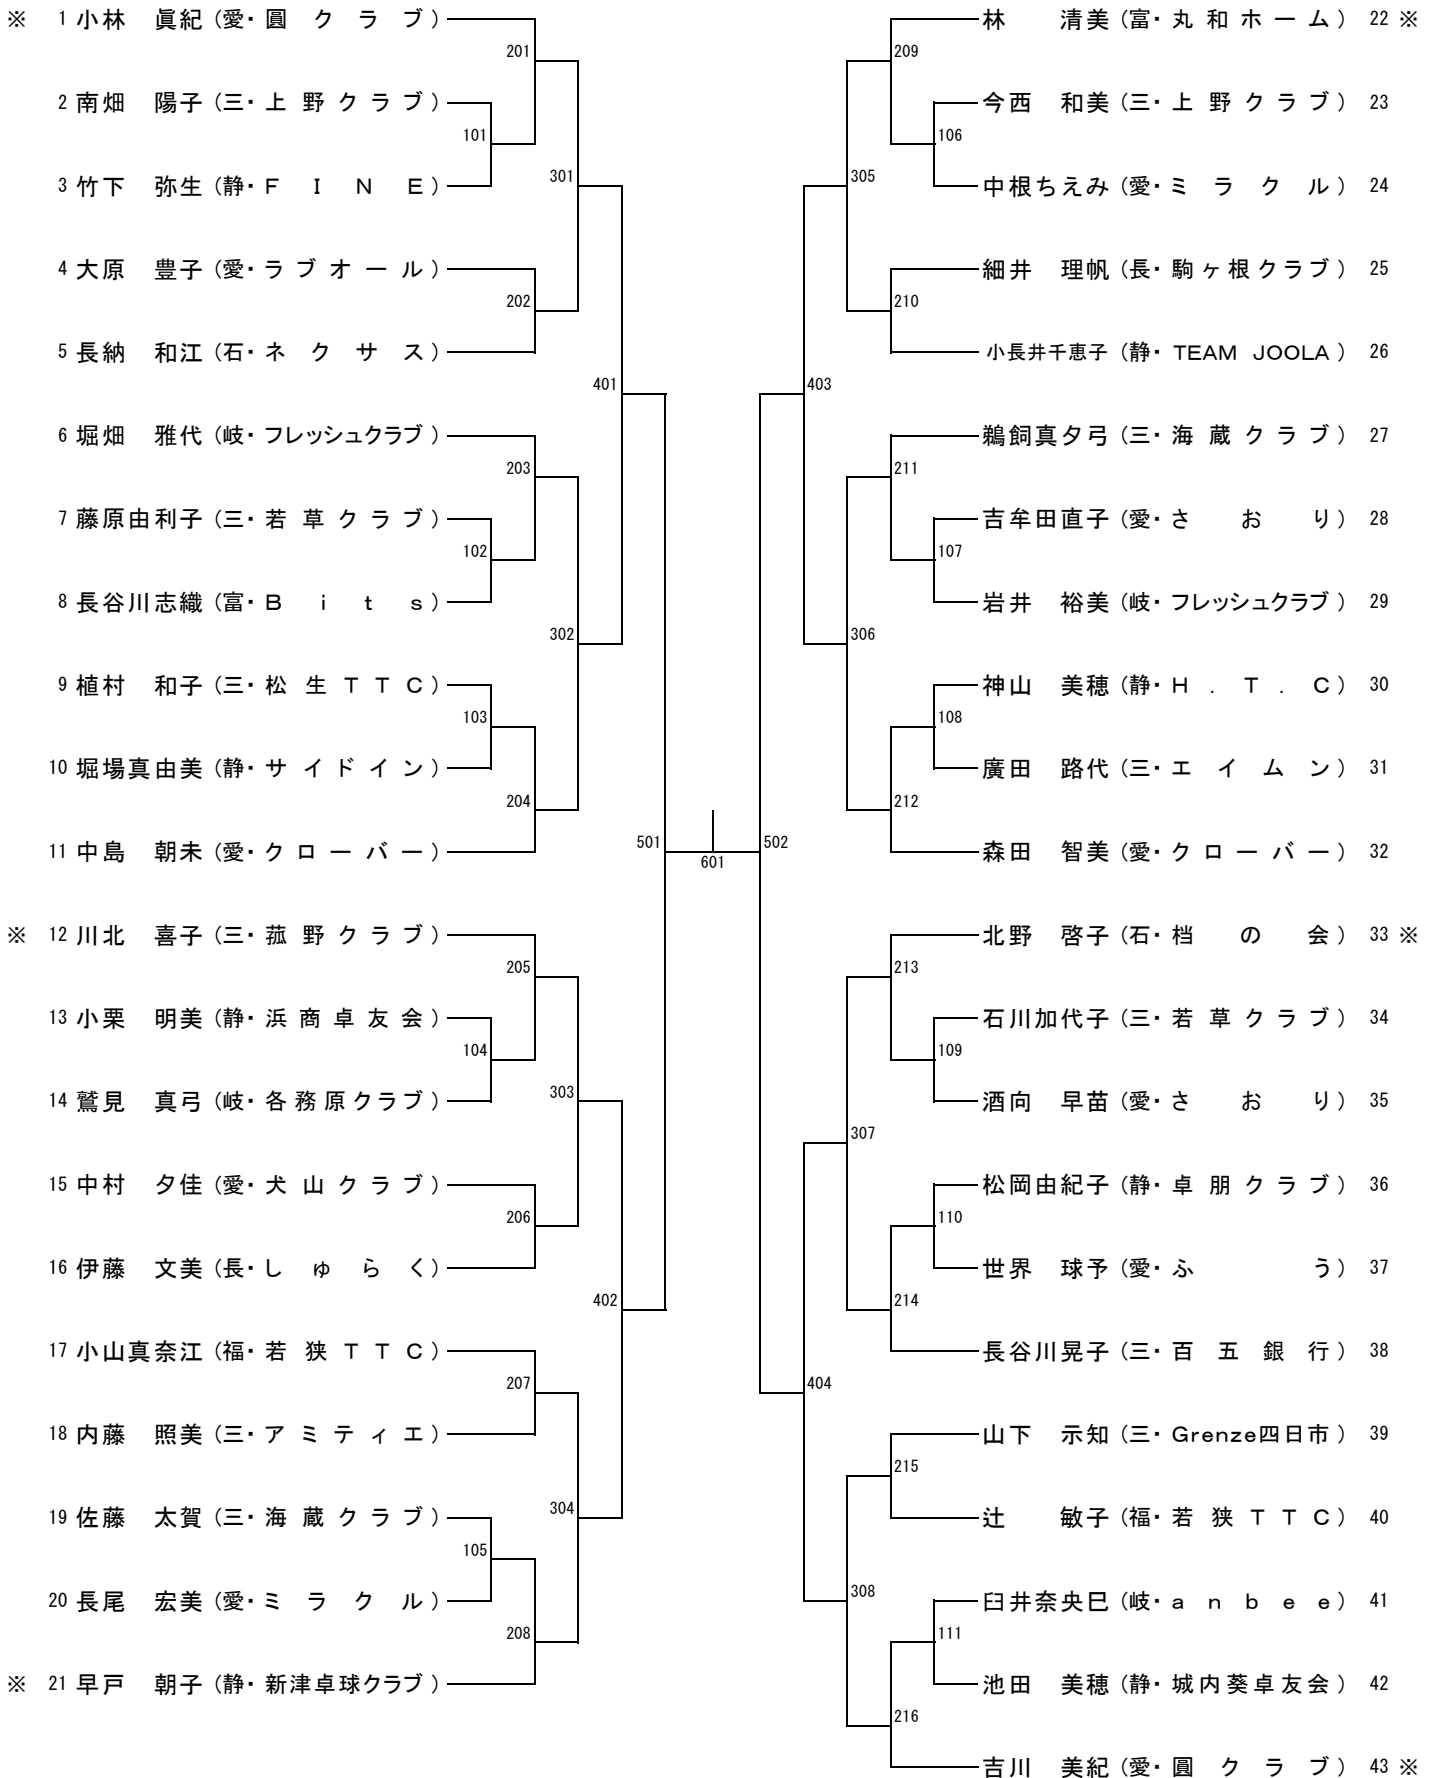 ※ 1 小林 眞紀 (愛・圓クラブ)
201
2 南畑 陽子 (三・上野クラブ)
101
3 竹下 弥生 (静・FINE)
301
4 大原 豊子 (愛・ラブオール)
202
5 長納 和江 (石・ネクサス)
401
6 堀畑 雅代 (岐・フレッシュクラブ)
203
7 藤原由利子 (三・若草クラブ)
102
8 長谷川志織 (富・Bits)
302
9 植村 和子 (三・松生TTC)
103
10 堀場真由美 (静・サイドイン)
204
11 中島 朝未 (愛・クローバー)
501
※ 12 川北 喜子 (三・菰野クラブ)
205
13 小栗 明美 (静・浜商卓友会)
104
14 鷲見 真弓 (岐・各務原クラブ)
303
15 中村 夕佳 (愛・犬山クラブ)
206
16 伊藤 文美 (長・しゅらく)
402
17 小山真奈江 (福・若狭TTC)
207
18 内藤 照美 (三・アミティエ)
304
19 佐藤 太賀 (三・海蔵クラブ)
105
20 長尾 宏美 (愛・ミラクル)
208
※ 21 早戸 朝子 (静・新津卓球クラブ)
601
林 清美 (富・丸和ホーム) 22 ※
209
今西 和美 (三・上野クラブ) 23
106
中根ちえみ (愛・ミラクル) 24
305
細井 理帆 (長・駒ヶ根クラブ) 25
210
小長井千恵子 (静・TEAM JOOLA) 26
403
鵜飼真夕弓 (三・海蔵クラブ) 27
211
吉牟田直子 (愛・さおり) 28
107
岩井 裕美 (岐・フレッシュクラブ) 29
306
神山 美穂 (静・H.T.C) 30
108
廣田 路代 (三・エイムン) 31
212
森田 智美 (愛・クローバー) 32
502
北野 啓子 (石・档の会) 33 ※
213
石川加代子 (三・若草クラブ) 34
109
酒向 早苗 (愛・さおり) 35
307
松岡由紀子 (静・卓朋クラブ) 36
110
世界 球予 (愛・ふう) 37
214
長谷川晃子 (三・百五銀行) 38
404
山下 示知 (三・Grenze四日市) 39
215
辻 敏子 (福・若狭TTC) 40
308
臼井奈央巳 (岐・anbee) 41
111
池田 美穂 (静・城内葵卓友会) 42
216
吉川 美紀 (愛・圓クラブ) 43 ※